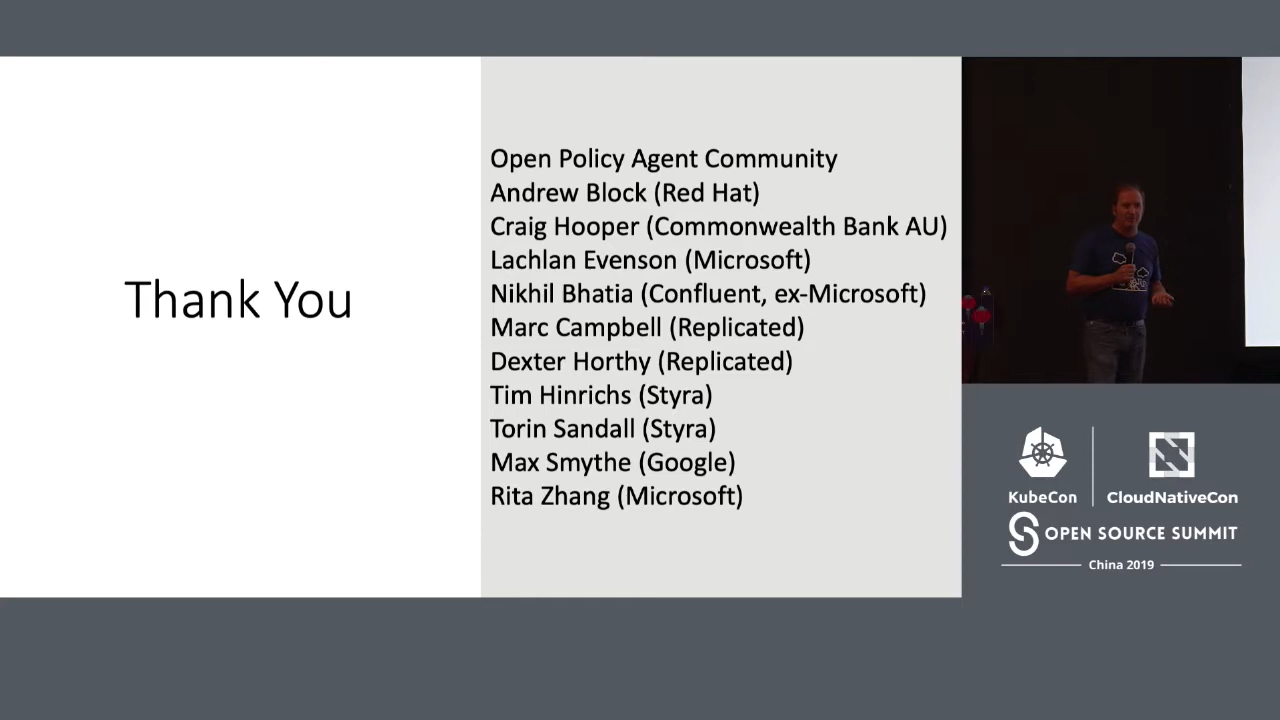 Thank You
Open Policy Agent Community
Andrew Block (Red Hat)
Craig Hooper (Commonwealth Bank AU)
Lachlan Evenson (Microsoft)
Nikhil Bhatia (Confluent, ex-Microsoft)
Marc Campbell (Replicated)
Dexter Horthy (Replicated)
Tim Hinrichs (Styra)
Torin Sandall (Styra)
Max Smythe (Google)
Rita Zhang (Microsoft)
KubeCon
CloudNativeCon
OPEN SOURCE SUMMIT
China 2019